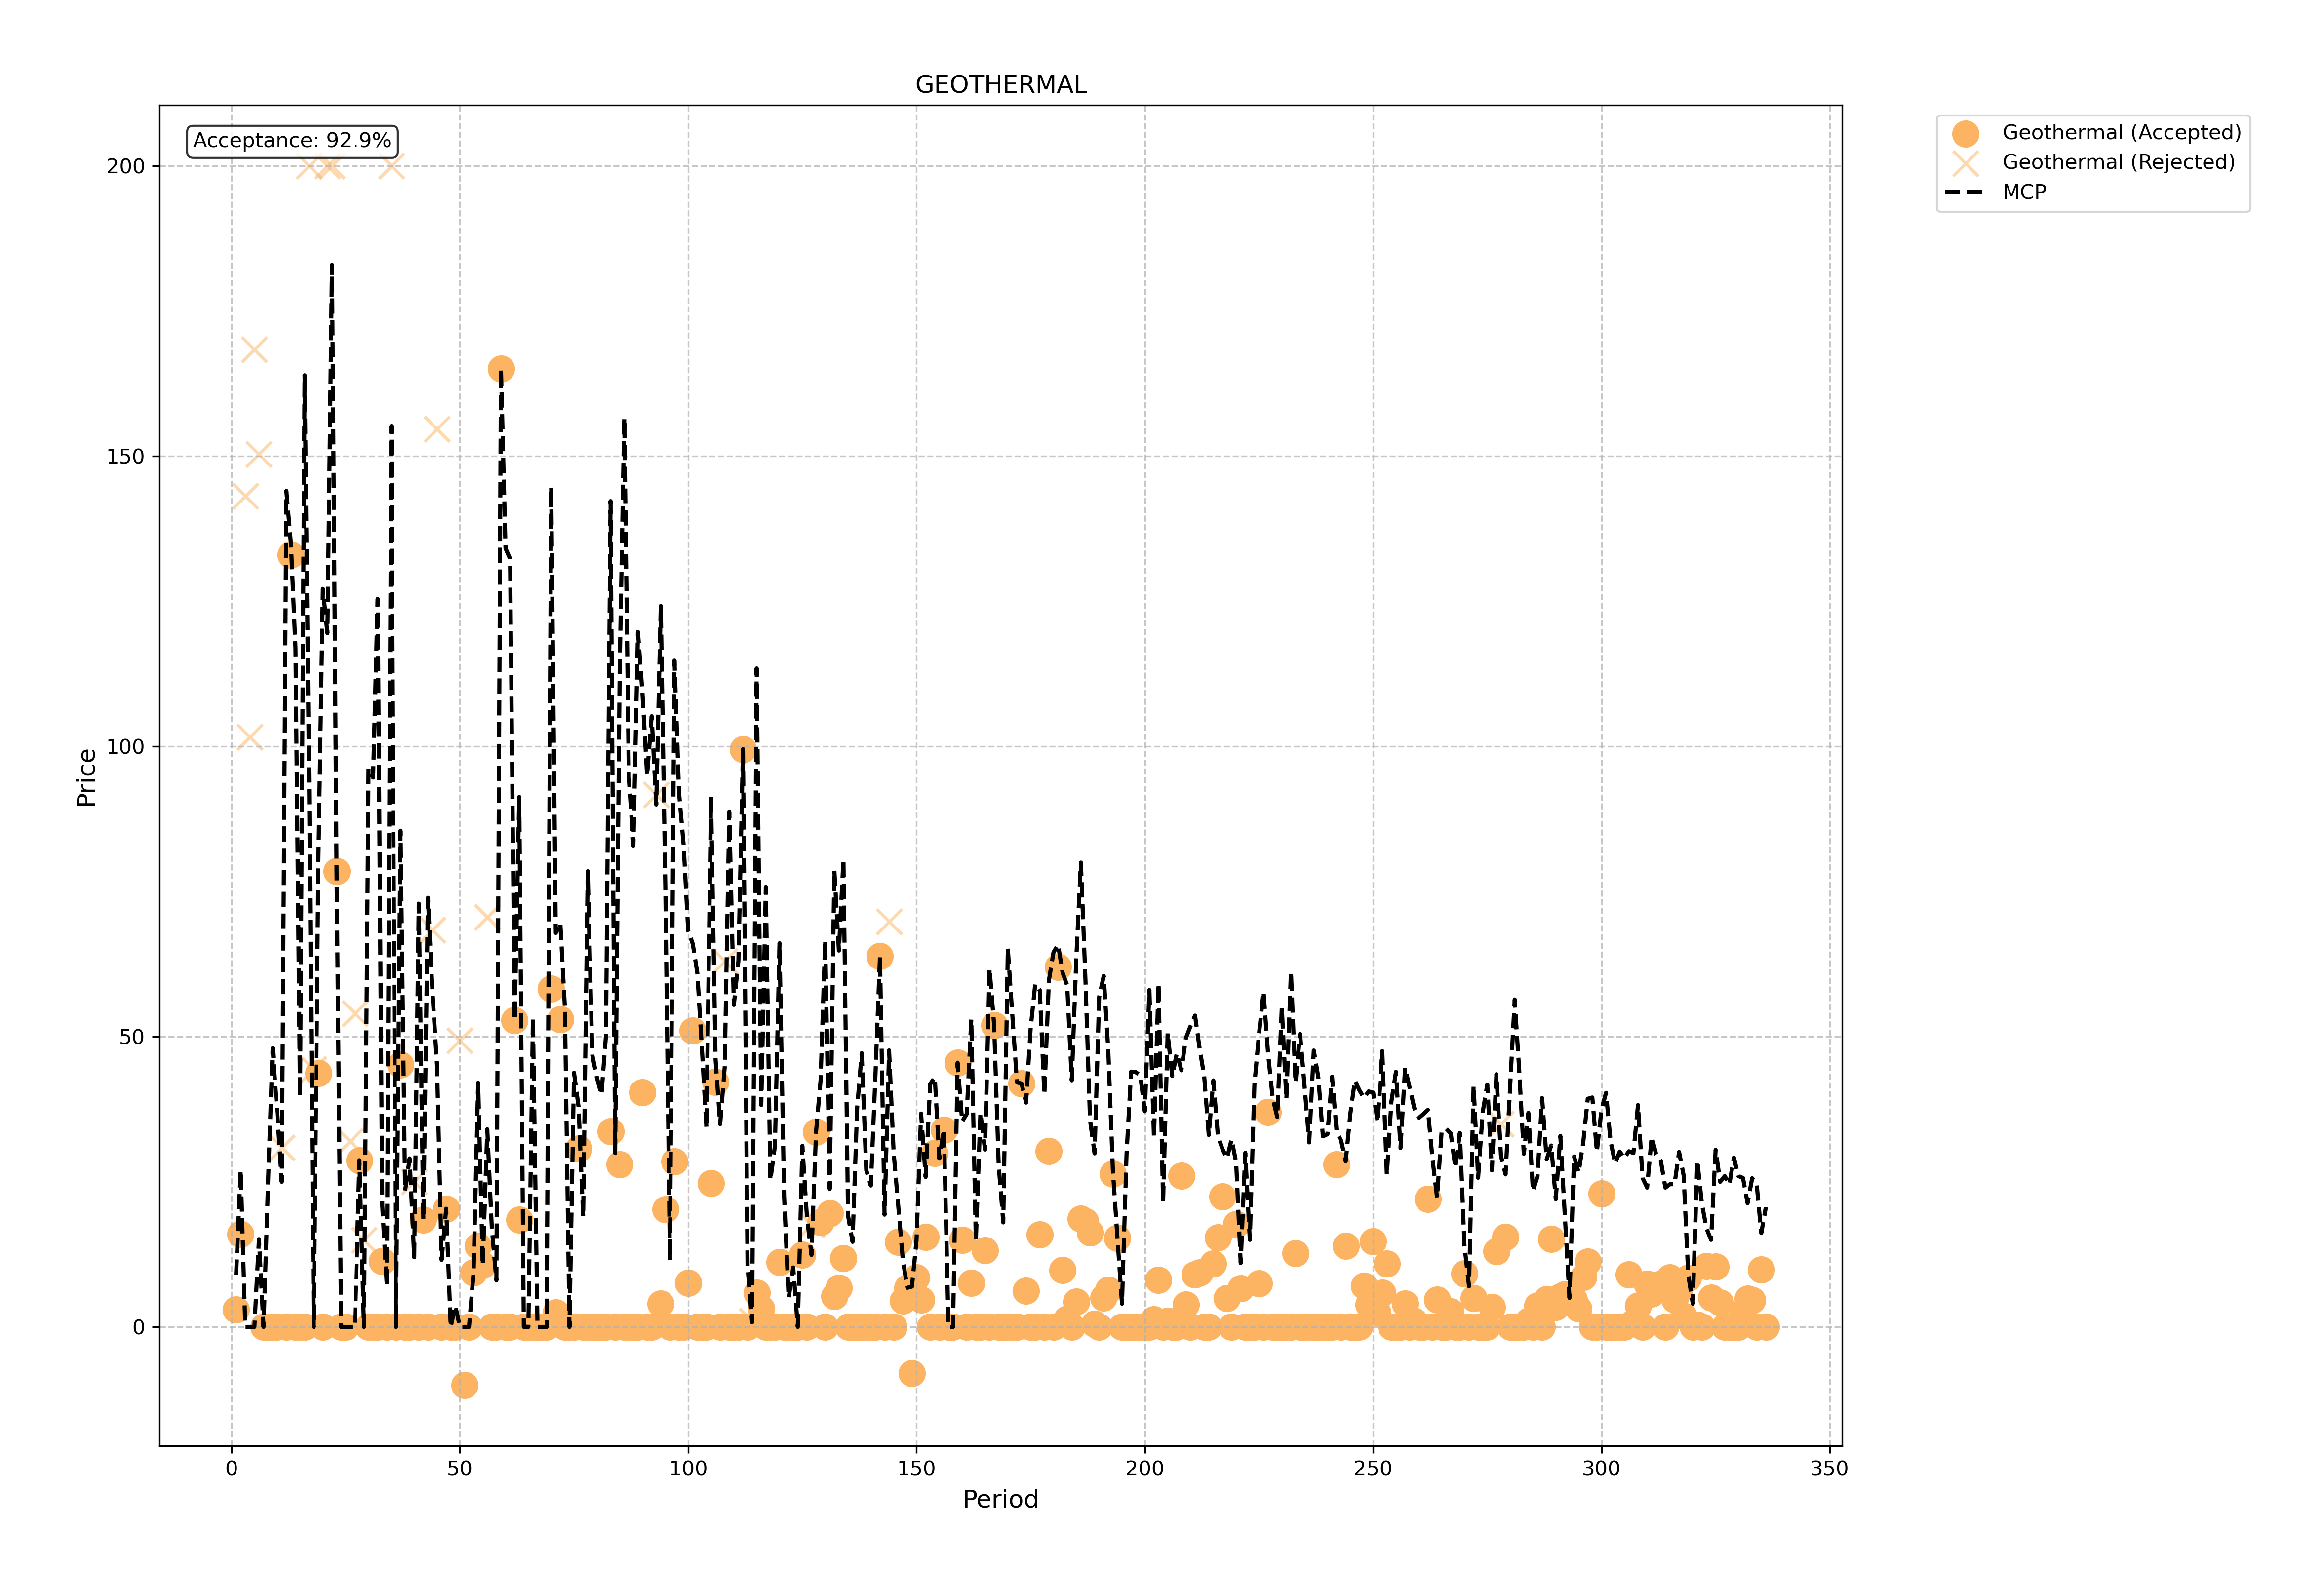 GEOTHERMAL
Acceptance: 92.9%
Geothermal (Accepted)
Geothermal (Rejected)
MCP
Price
200
150
100
50
0
0 50 100 150 200 250 300 350
Period